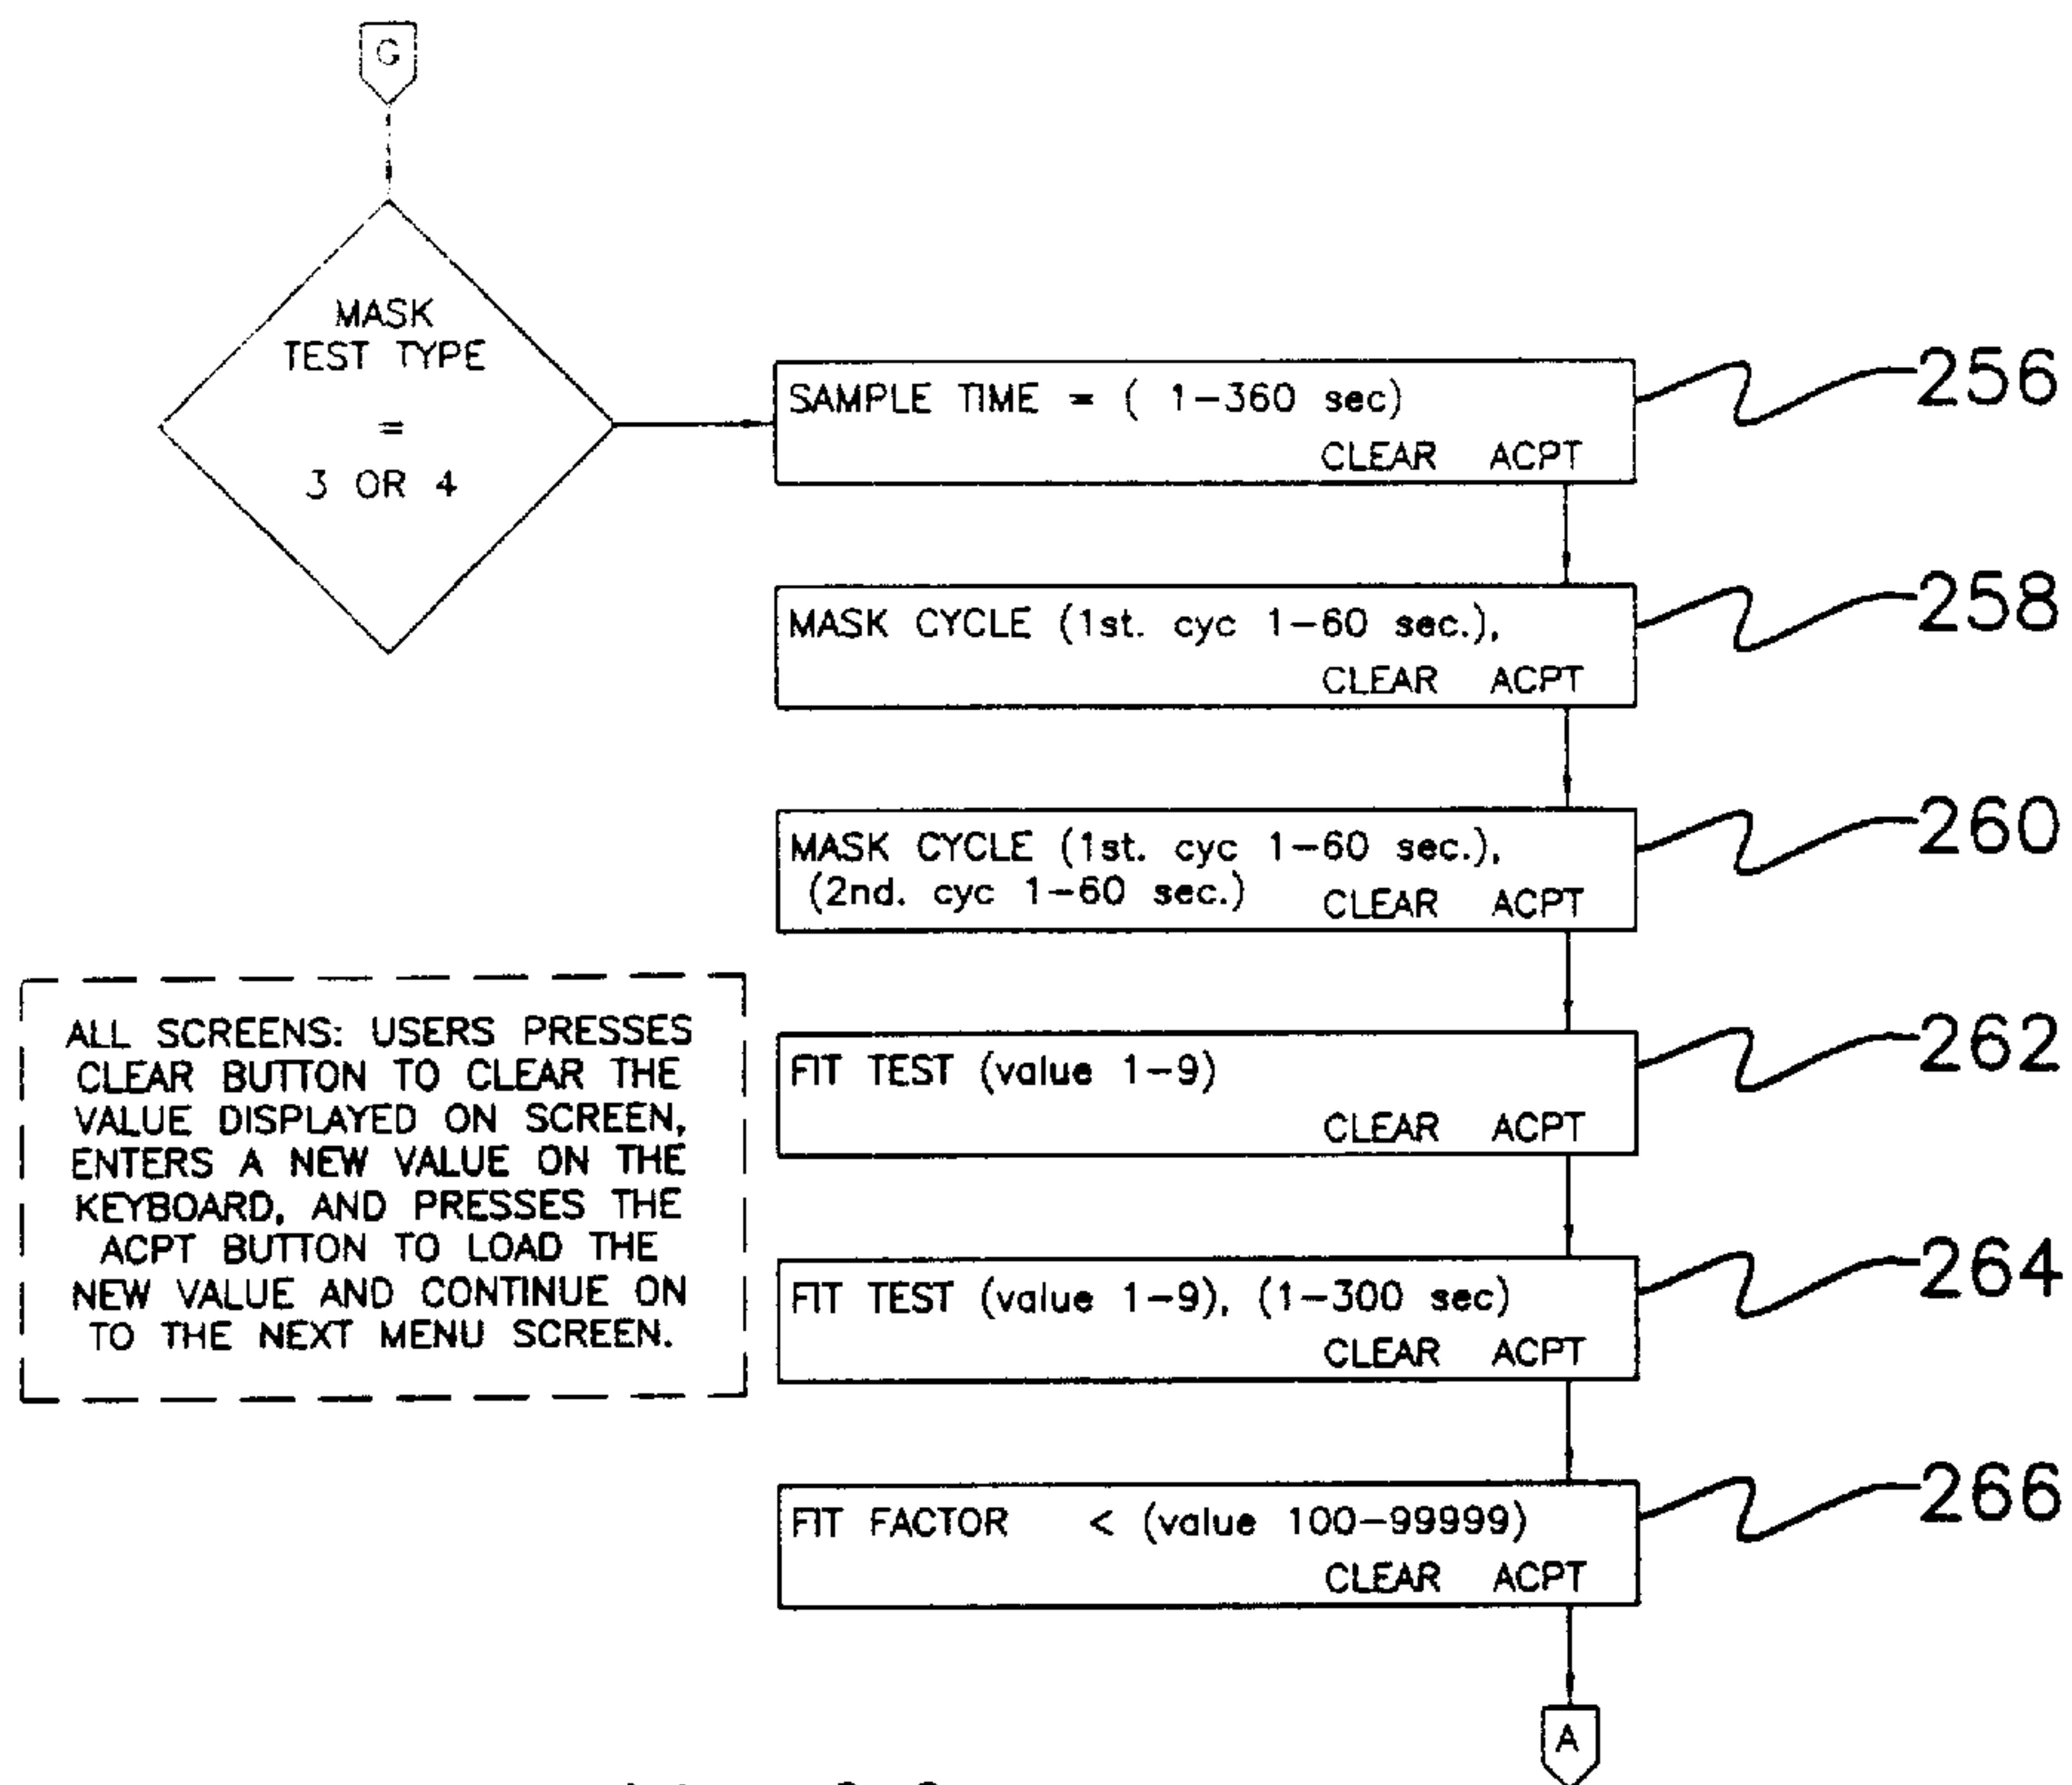 G
MASK
TEST TYPE
=
3 OR 4
SAMPLE TIME = ( 1-360 sec)
CLEAR ACPT
256
MASK CYCLE (1st. cyc 1-60 sec.),
CLEAR ACPT
258
MASK CYCLE (1st. cyc 1-60 sec.),
(2nd. cyc 1-60 sec.) CLEAR ACPT
260
ALL SCREENS: USERS PRESSES
CLEAR BUTTON TO CLEAR THE
VALUE DISPLAYED ON SCREEN,
ENTERS A NEW VALUE ON THE
KEYBOARD, AND PRESSES THE
ACPT BUTTON TO LOAD THE
NEW VALUE AND CONTINUE ON
TO THE NEXT MENU SCREEN.
FIT TEST (value 1-9)
CLEAR ACPT
262
FIT TEST (value 1-9), (1-300 sec)
CLEAR ACPT
264
FIT FACTOR < (value 100-99999)
CLEAR ACPT
266
A